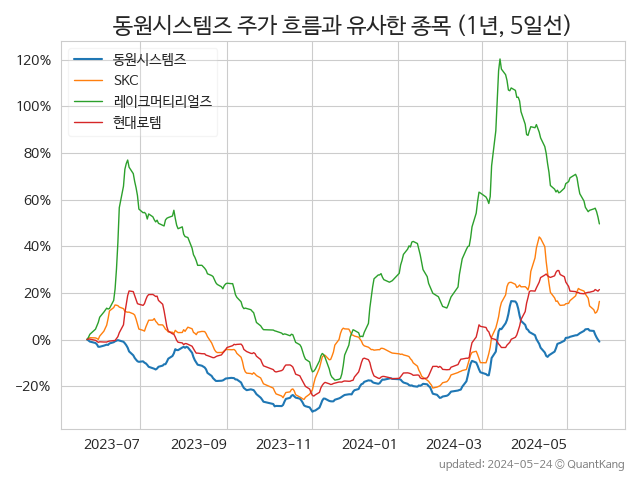 동원시스템즈 주가 흐름과 유사한 종목 (1년, 5일선)
120%
100%
80%
60%
40%
20%
0%
−20%
동원시스템즈
SKC
레이크머티리얼즈
현대로템
2023-07
2023-09
2023-11
2024-01
2024-03
2024-05
updated: 2024-05-24 © QuantKang